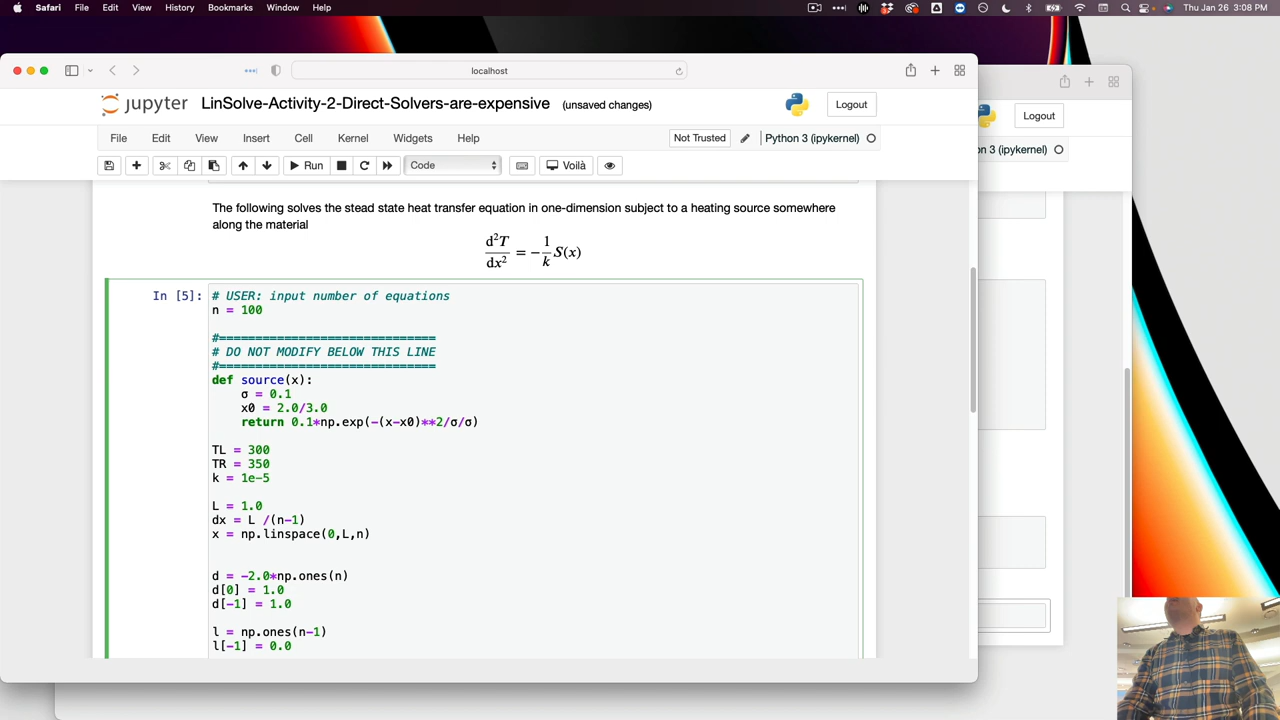 Safari File Edit View History Bookmarks Window Help Thu Jan 26 3:08 PM
localhost
jupyter LinSolve-Activity-2-Direct-Solvers-are-expensive (unsaved changes) Logout
Logout
File Edit View Insert Cell Kernel Widgets Help Not Trusted Python 3 (ipykernel)
on 3 (ipykernel)
Run Code Voilà
The following solves the stead state heat transfer equation in one-dimension subject to a heating source somewhere
along the material
d²T/dx² = −1/k S(x)
In [5]: # USER: input number of equations
n = 100
#==============================
# DO NOT MODIFY BELOW THIS LINE
#==============================
def source(x):
σ = 0.1
x0 = 2.0/3.0
return 0.1*np.exp(-(x-x0)**2/σ/σ)
TL = 300
TR = 350
k = 1e-5
L = 1.0
dx = L /(n-1)
x = np.linspace(0,L,n)
d = -2.0*np.ones(n)
d[0] = 1.0
d[-1] = 1.0
l = np.ones(n-1)
l[-1] = 0.0